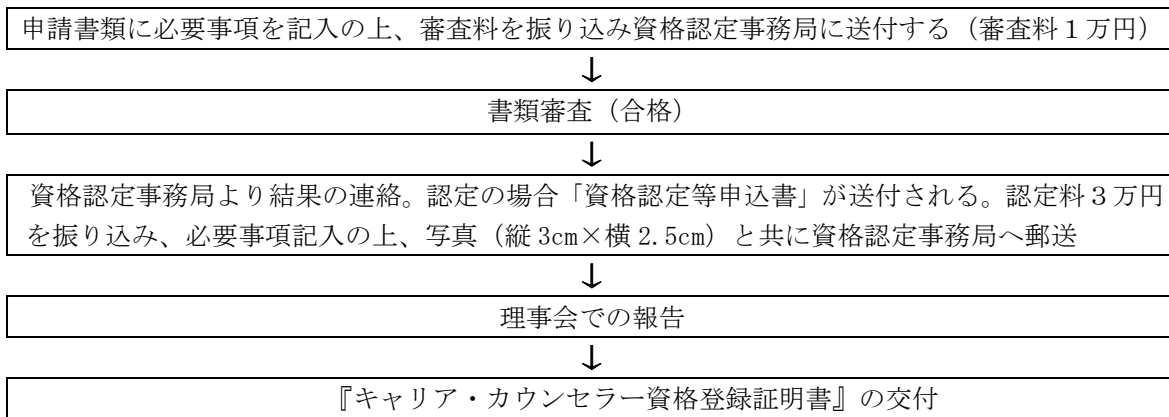 申請書類に必要事項を記入の上、審査料を振り込み資格認定事務局に送付する（審査料１万円）
↓
書類審査（合格）
↓
資格認定事務局より結果の連絡。認定の場合「資格認定等申込書」が送付される。認定料３万円
を振り込み、必要事項記入の上、写真（縦 3cm×横 2.5cm）と共に資格認定事務局へ郵送
↓
理事会での報告
↓
『キャリア・カウンセラー資格登録証明書』の交付